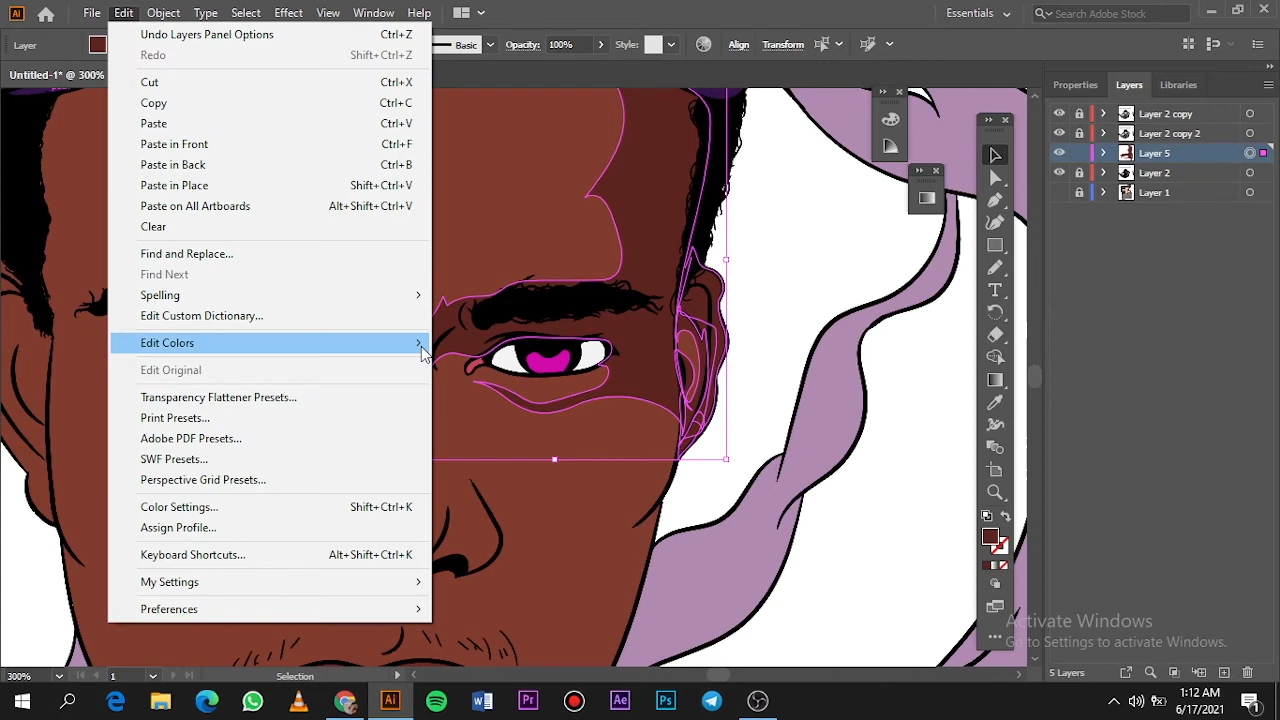 Ai File Edit Object Type Select Effect View Window Help Essentials Search Adobe Stock
Layer Basic Opacity: 100% Style: Align Transform
Untitled-1* @ 300%
Undo Layers Panel Options Ctrl+Z
Redo Shift+Ctrl+Z
Cut Ctrl+X
Copy Ctrl+C
Paste Ctrl+V
Paste in Front Ctrl+F
Paste in Back Ctrl+B
Paste in Place Shift+Ctrl+V
Paste on All Artboards Alt+Shift+Ctrl+V
Clear
Find and Replace...
Find Next
Spelling
Edit Custom Dictionary...
Edit Colors
Edit Original
Transparency Flattener Presets...
Print Presets...
Adobe PDF Presets...
SWF Presets...
Perspective Grid Presets...
Color Settings... Shift+Ctrl+K
Assign Profile...
Keyboard Shortcuts... Alt+Shift+Ctrl+K
My Settings
Preferences
Properties Layers Libraries
Layer 2 copy
Layer 2 copy 2
Layer 5
Layer 2
Layer 1
Activate Windows
Go to Settings to activate Windows.
300% 1 Selection 5 Layers
Ai Pr Ae Ps
1:12 AM
6/17/2021
1